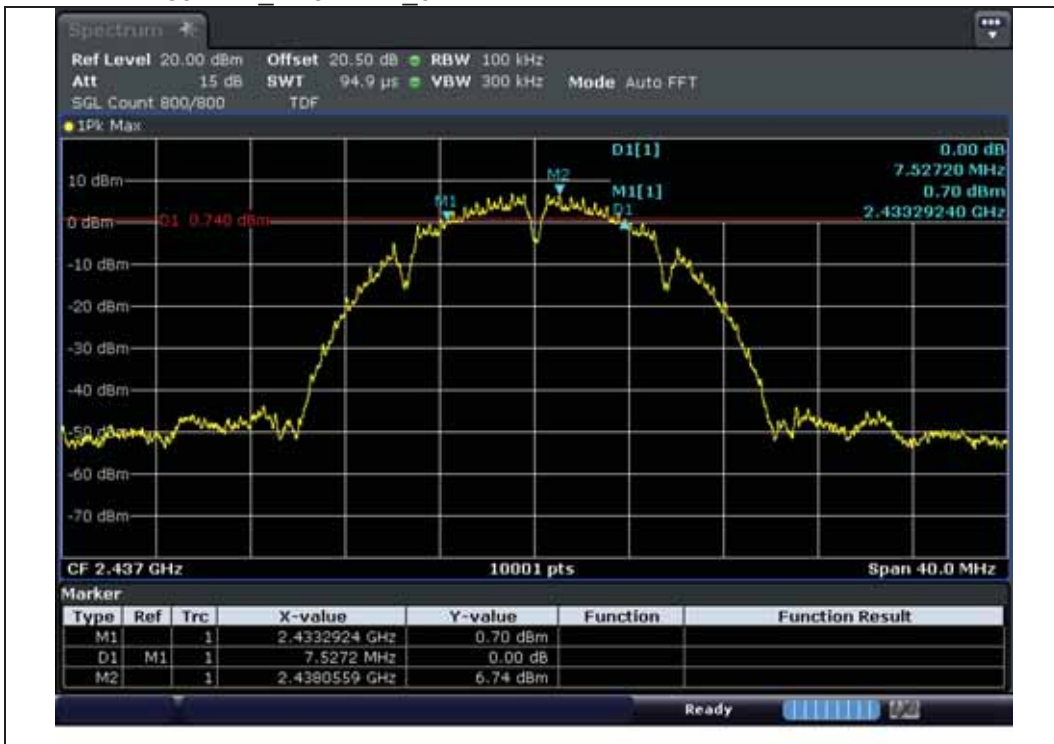 Spectrum
Ref Level 20.00 dBm Offset 20.50 dB RBW 100 kHz
Att 15 dB SWT 94.9 µs VBW 300 kHz Mode Auto FFT
SGL Count 800/800 TDF
1Pk Max
D1[1] 0.00 dB
7.52720 MHz
M1[1] 0.70 dBm
2.43329240 GHz
M2
M1
D1
10 dBm
0 dBm
D1 0.740 dBm
-10 dBm
-20 dBm
-30 dBm
-40 dBm
-50 dBm
-60 dBm
-70 dBm
CF 2.437 GHz 10001 pts Span 40.0 MHz
Marker
Type Ref Trc X-value Y-value Function Function Result
M1 1 2.4332924 GHz 0.70 dBm
D1 M1 1 7.5272 MHz 0.00 dB
M2 1 2.4380559 GHz 6.74 dBm
Ready